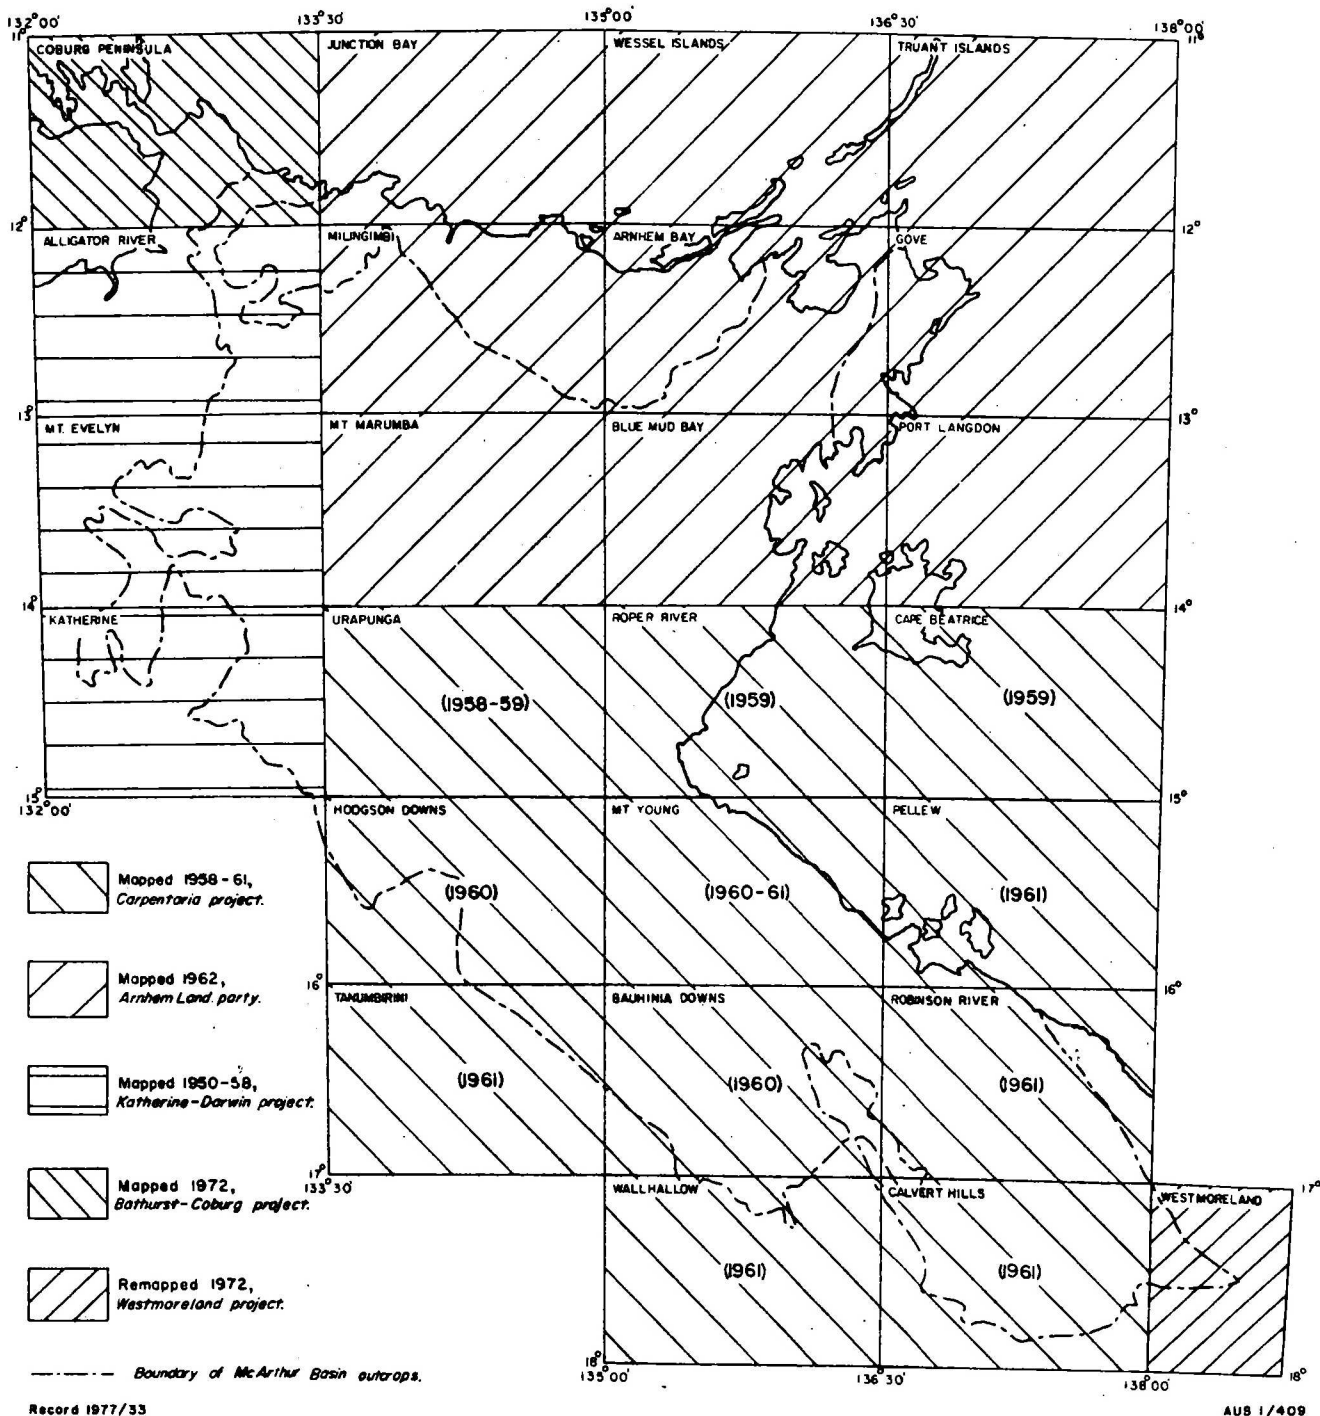 132°00' 133°30' 135°00' 136°30' 138°00'
11° 11°
COBURG PENINSULA JUNCTION BAY WESSEL ISLANDS TRUANT ISLANDS
12° 12°
ALLIGATOR RIVER MILINGIMBI ARNHEM BAY GOVE
13° 13°
MT. EVELYN MT MARUMBA BLUE MUD BAY PORT LANGDON
14° 14°
KATHERINE URAPUNGA ROPER RIVER CAPE BEATRICE
(1958-59) (1959) (1959)
15° 15°
132°00'
HODGSON DOWNS MT YOUNG PELLEW
(1960) (1960-61) (1961)
16° 16°
TANUMBIRINI BAUHINIA DOWNS ROBINSON RIVER
(1961) (1960) (1961)
17° 17°
133°30'
WALLHALLOW CALVERT HILLS WESTMORELAND
(1961) (1961)
18° 18°
135°00' 136°30' 138°00'
Mapped 1958-61,
Carpentaria project.
Mapped 1962,
Arnhem Land. party.
Mapped 1950-58,
Katherine-Darwin project.
Mapped 1972,
Bathurst-Coburg project.
Remapped 1972,
Westmoreland project.
Boundary of McArthur Basin outcrops.
Record 1977/33 AUS 1/409